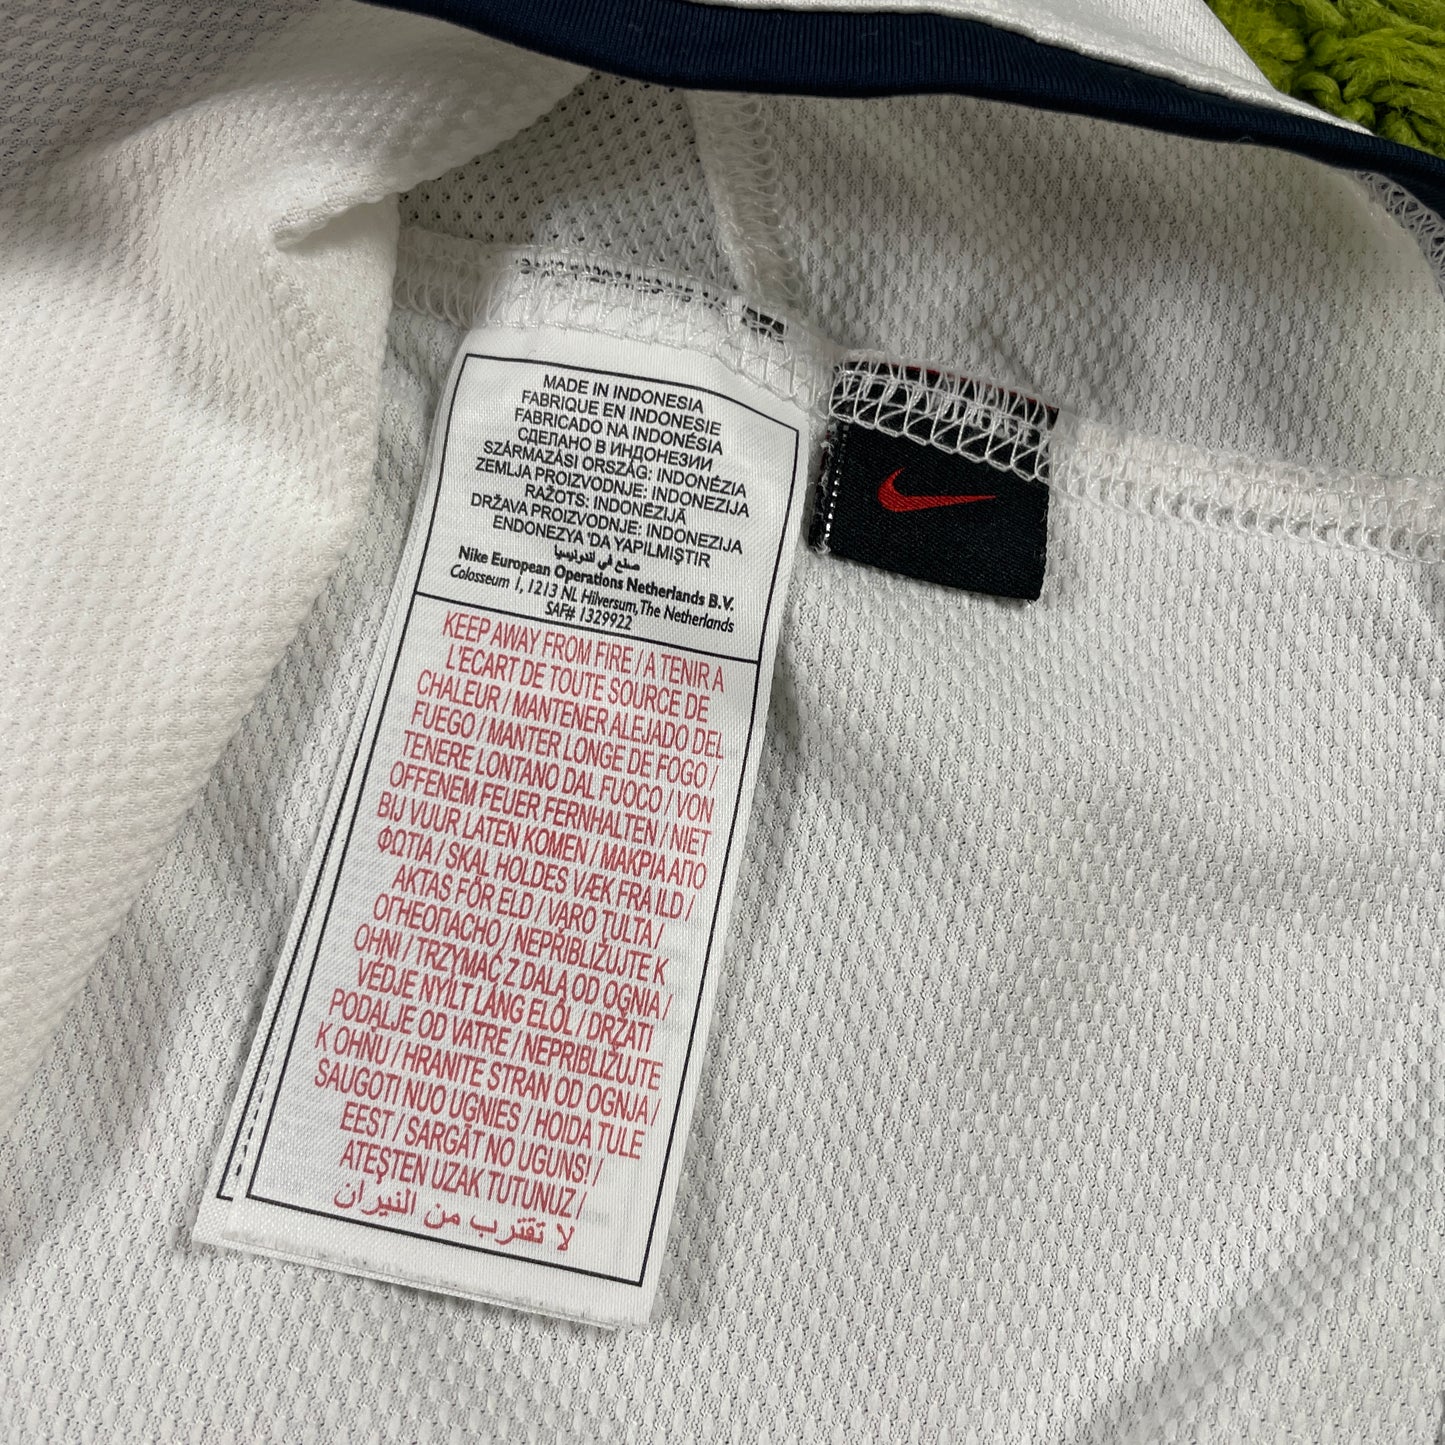 MADE IN INDONESIA
FABRIQUE EN INDONESIE
FABRICADO NA INDONÉSIA
СДЕЛАНО В ИНДОНЕЗИИ
SZÁRMAZÁSI ORSZÁG: INDONÉZIA
ZEMLJA PROIZVODNJE: INDONEZIJA
RAŽOTS: INDONÉZIJĀ
DRŽAVA PROIZVODNJE: INDONEZIJA
ENDONEZYA 'DA YAPILMIŞTIR
صنع في اندونيسيا
Nike European Operations Netherlands B.V.
Colosseum 1, 1213 NL Hilversum, The Netherlands
SAF# 1329922
KEEP AWAY FROM FIRE / A TENIR A
L'ECART DE TOUTE SOURCE DE
CHALEUR / MANTENER ALEJADO DEL
FUEGO / MANTER LONGE DE FOGO /
TENERE LONTANO DAL FUOCO / VON
OFFENEM FEUER FERNHALTEN / NIET
BIJ VUUR LATEN KOMEN / ΜΑΚΡΙΑ ΑΠΟ
ΦΩΤΙΑ / SKAL HOLDES VÆK FRA ILD /
AKTAS FÖR ELD / VARO TULTA /
ОГНЕОПАСНО / NEPŘIBLIŽUJTE K
OHNI / TRZYMAĆ Z DALA OD OGNIA /
VÉDJE NYÍLT LÁNG ELŐL / DRŽATI
PODALJE OD VATRE / NEPRIBLIŽUJTE
K OHŇU / HRANITE STRAN OD OGNJA /
SAUGOTI NUO UGNIES / HOIDA TULE
EEST / SARGĀT NO UGUNS! /
ATEŞTEN UZAK TUTUNUZ /
لا تقترب من النيران